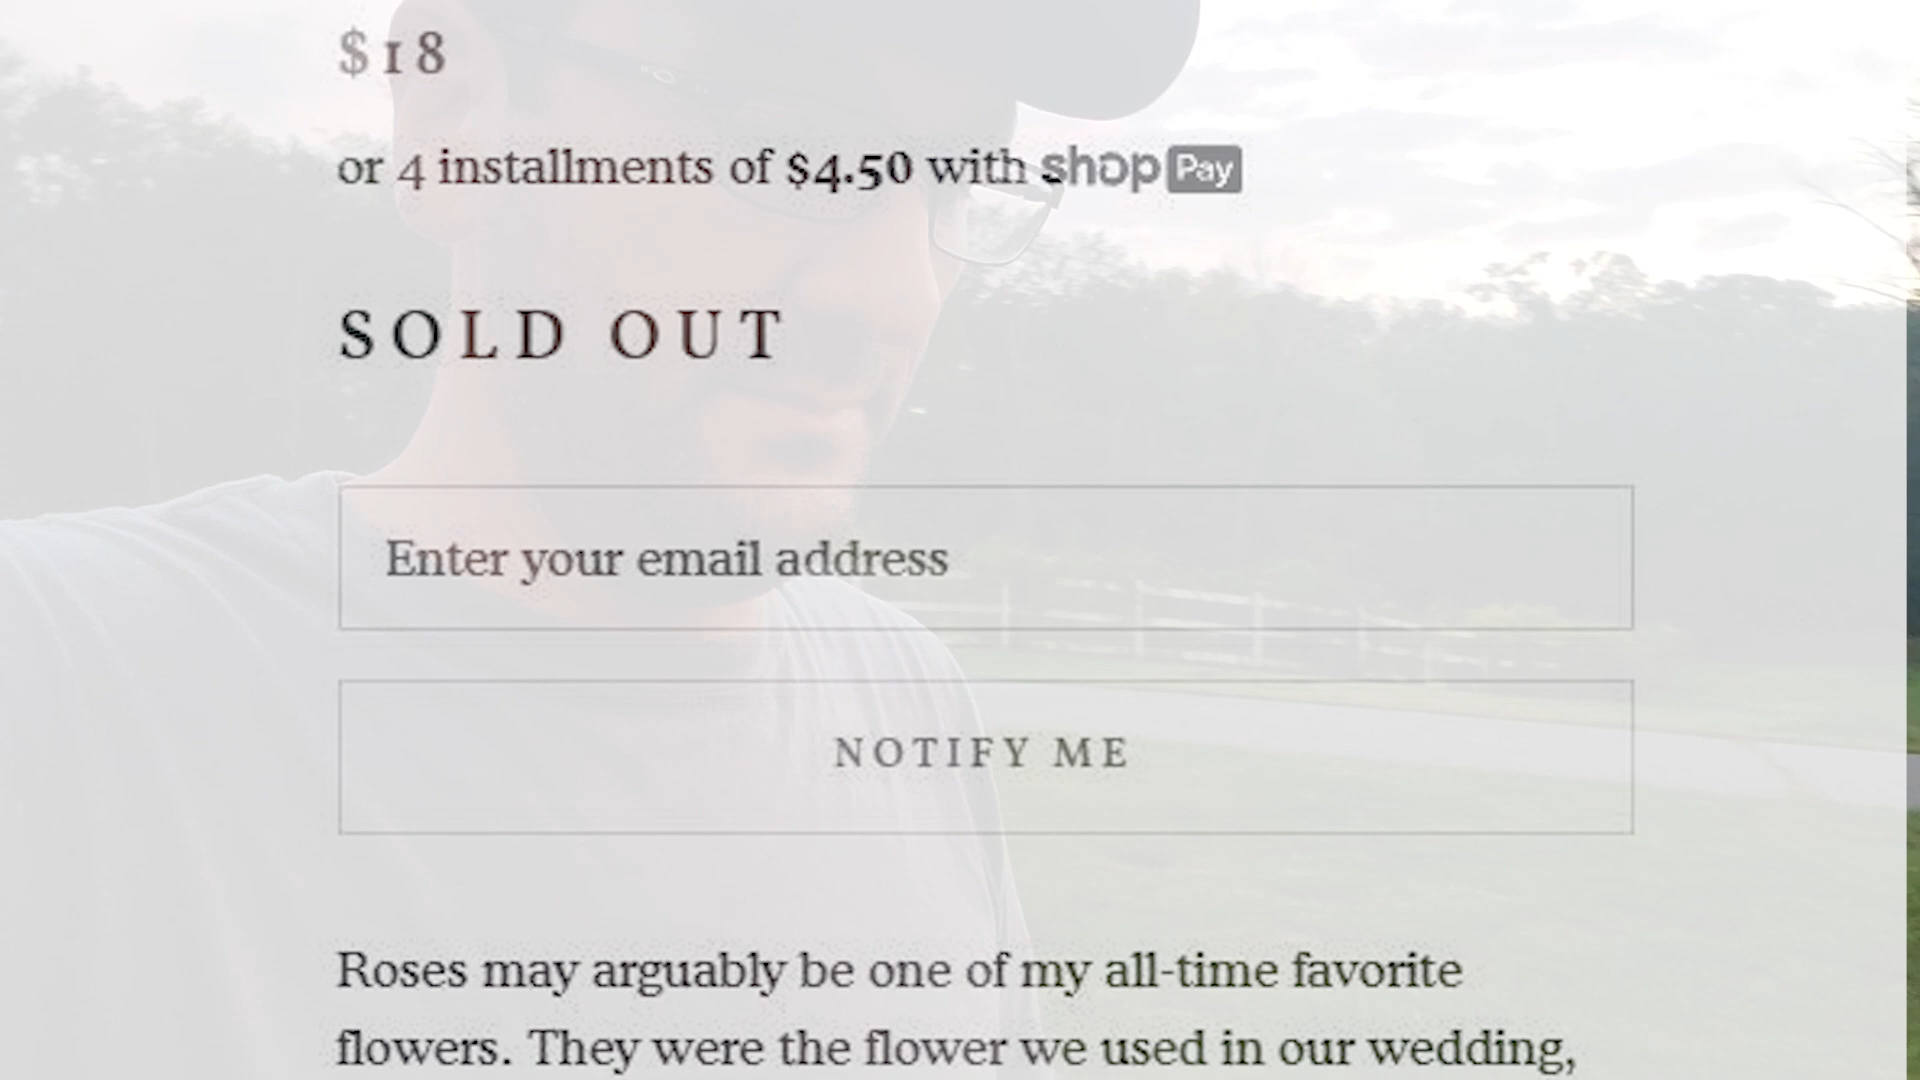 $18
or 4 installments of $4.50 with shop Pay
SOLD OUT
Enter your email address
NOTIFY ME
Roses may arguably be one of my all-time favorite
flowers. They were the flower we used in our wedding,